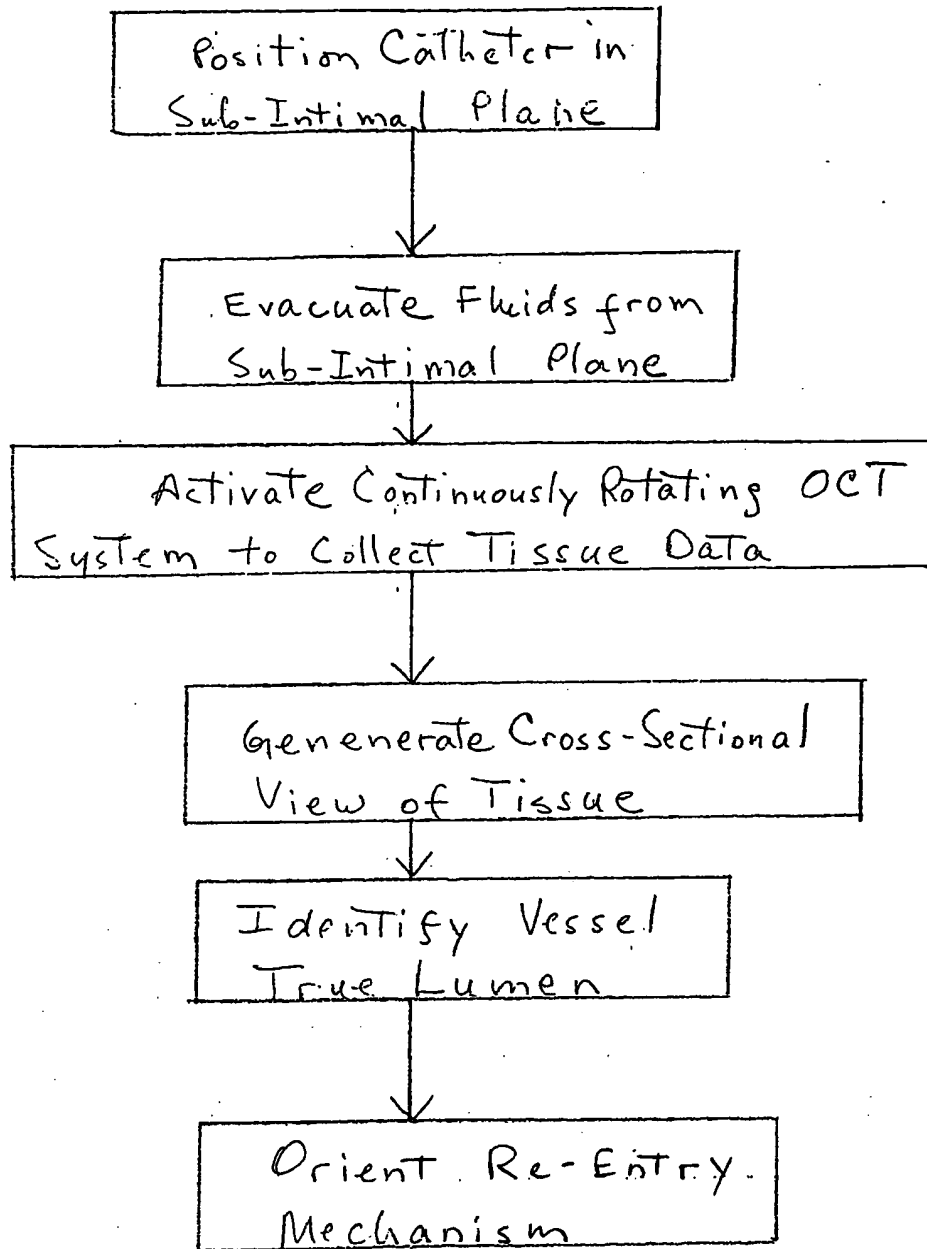 Position Catheter in
Sub-Intimal Plane
Evacuate Fluids from
Sub-Intimal Plane
Activate Continuously Rotating OCT
System to Collect Tissue Data
Genenerate Cross-Sectional
View of Tissue
Identify Vessel
True Lumen
Orient Re-Entry
Mechanism